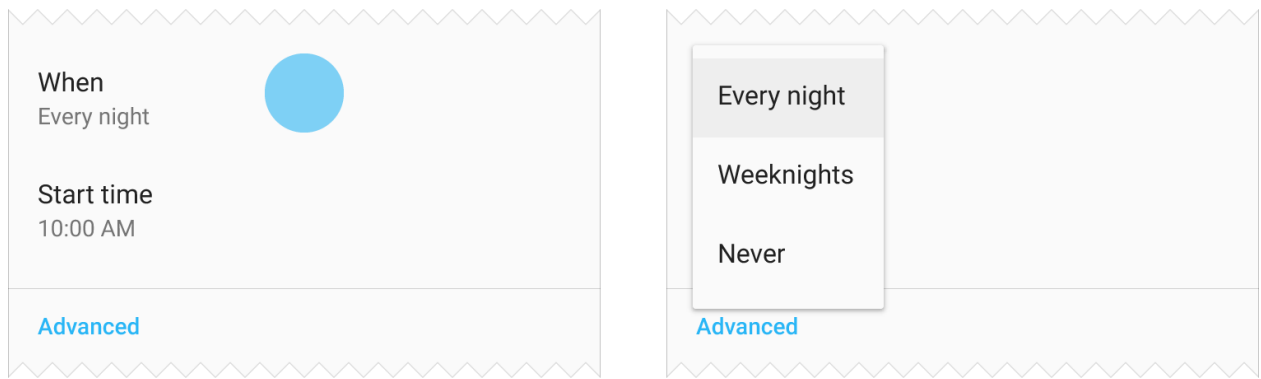 When
Every night
Start time
10:00 AM
Advanced
Every night
Weeknights
Never
Advanced